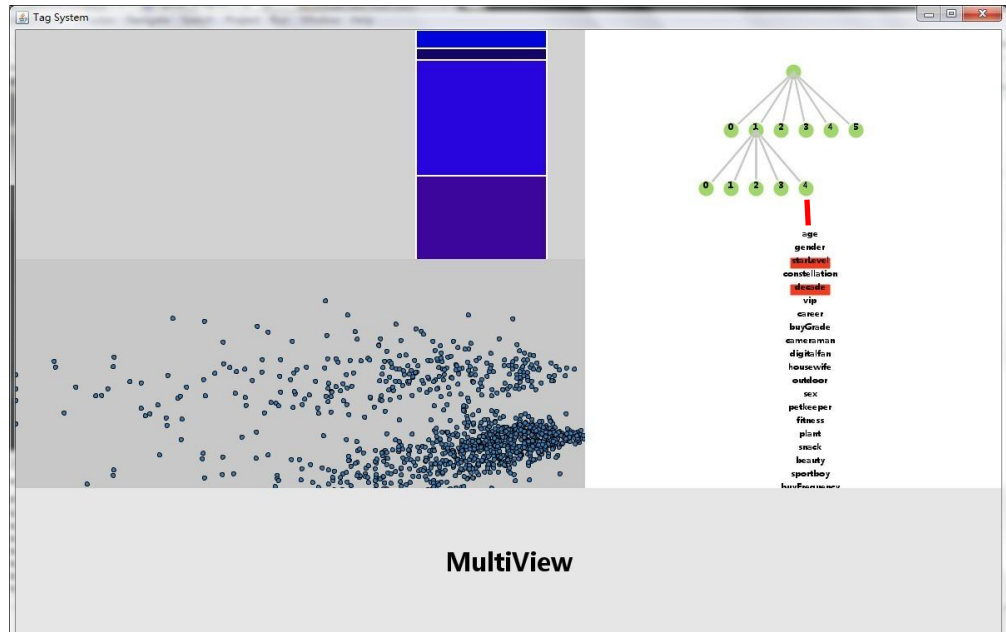 Tag System
0 1 2 3 4 5
0 1 2 3 4
age
gender
starLevel
constellation
decade
vip
career
buyGrade
cameraman
digitalfan
housewife
outdoor
sex
petkeeper
fitness
plant
snack
beauty
sportboy
buyFrequency
MultiView